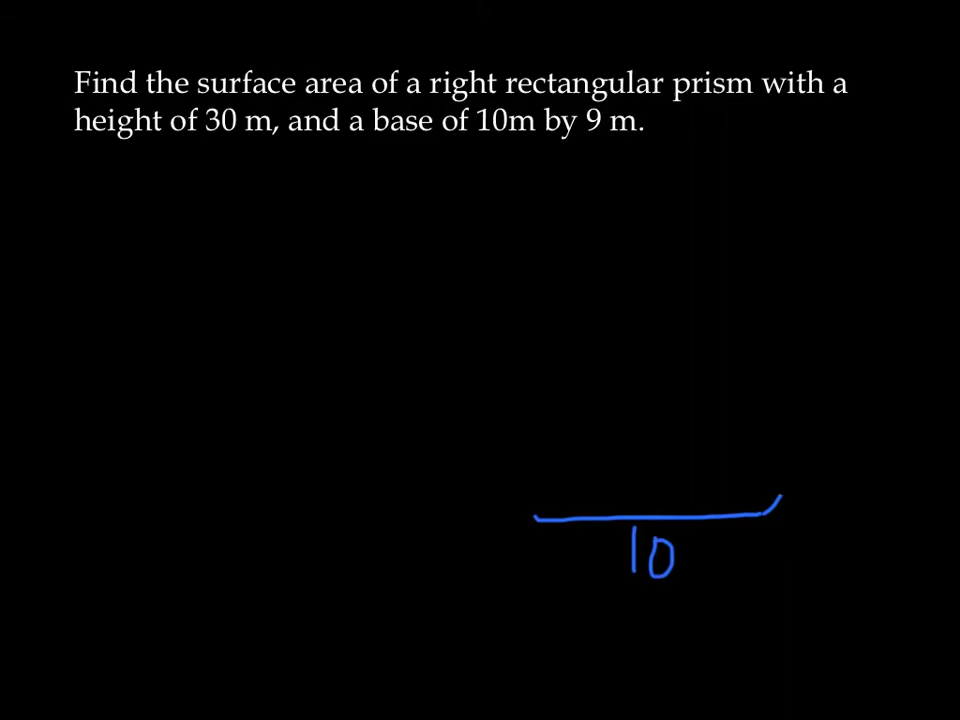 Find the surface area of a right rectangular prism with a
height of 30 m, and a base of 10m by 9 m.
10